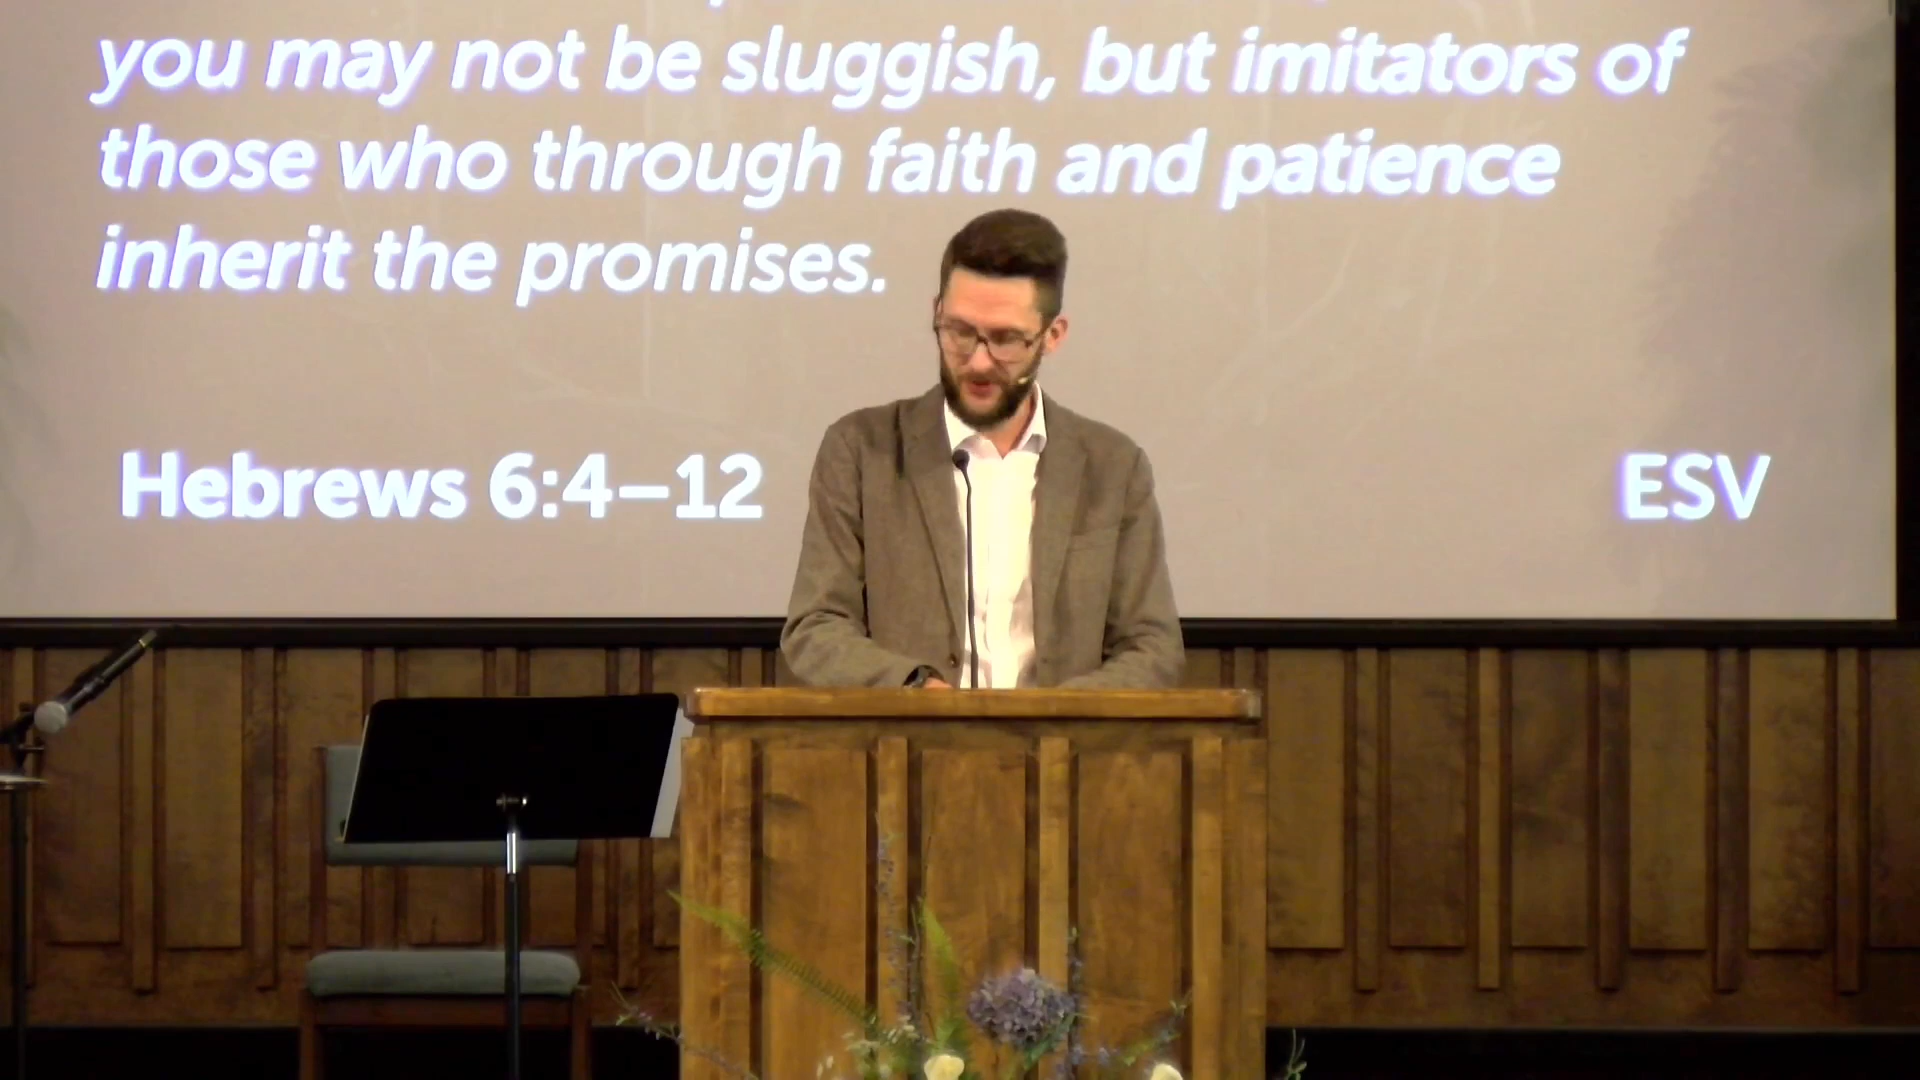 you may not be sluggish, but imitators of
those who through faith and patience
inherit the promises.
Hebrews 6:4–12 ESV